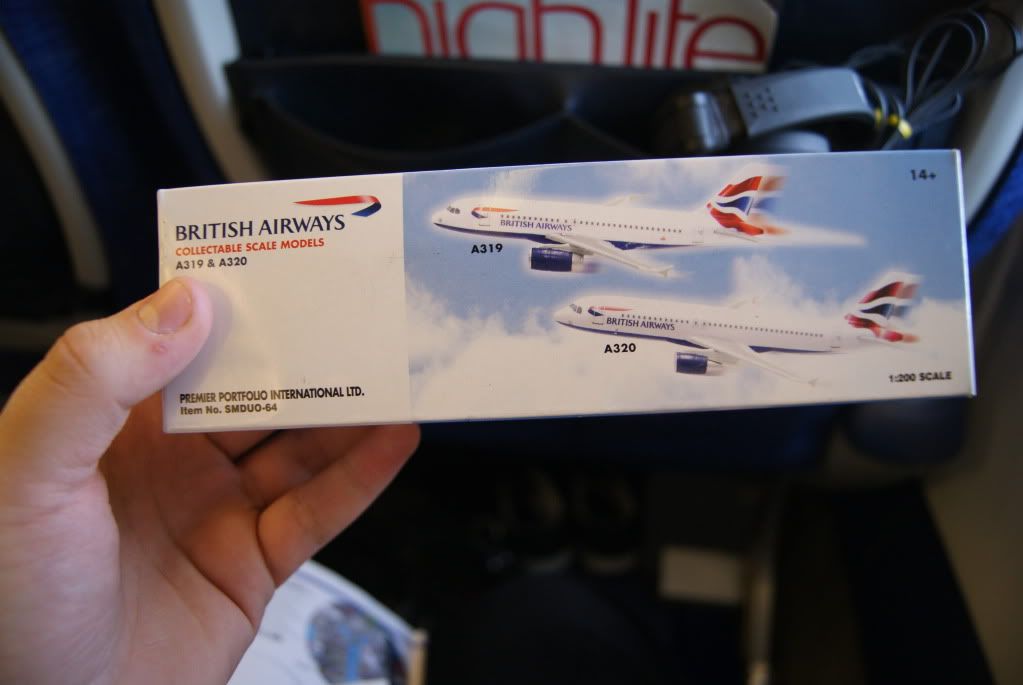 high life
BRITISH AIRWAYS
COLLECTABLE SCALE MODELS
A319 & A320
PREMIER PORTFOLIO INTERNATIONAL LTD.
Item No. SMDUO-64
14+
BRITISH AIRWAYS
A319
BRITISH AIRWAYS
A320
1:200 SCALE